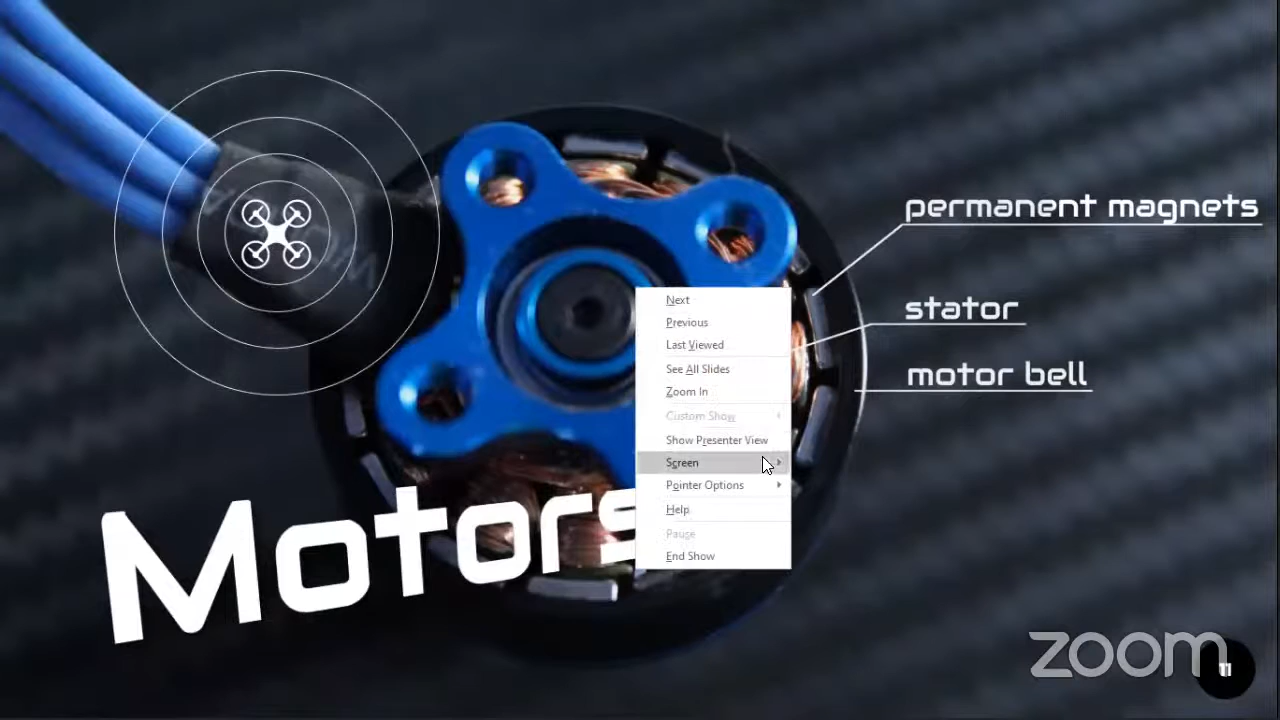 permanent magnets
stator
motor bell
Next
Previous
Last Viewed
See All Slides
Zoom In
Custom Show
Show Presenter View
Screen
Pointer Options
Help
Pause
End Show
Motors
zoom
11